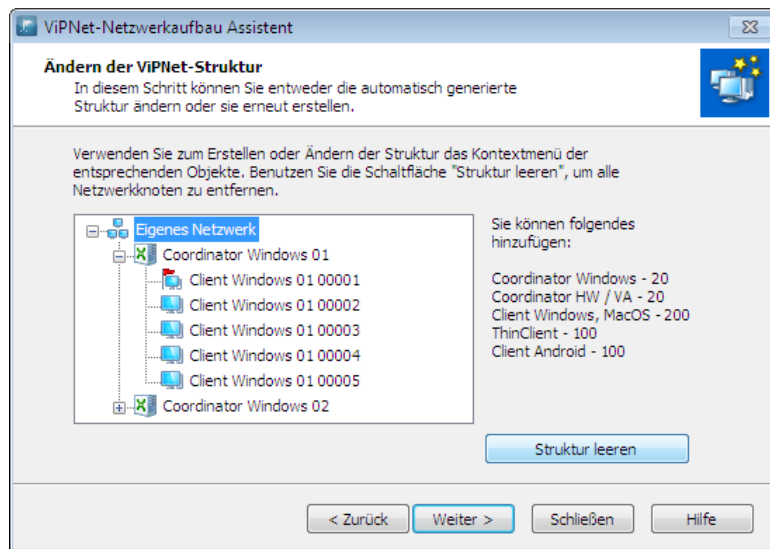 ViPNet-Netzwerkaufbau Assistent
Ändern der ViPNet-Struktur
In diesem Schritt können Sie entweder die automatisch generierte
Struktur ändern oder sie erneut erstellen.
Verwenden Sie zum Erstellen oder Ändern der Struktur das Kontextmenü der
entsprechenden Objekte. Benutzen Sie die Schaltfläche "Struktur leeren", um alle
Netzwerkknoten zu entfernen.
Eigenes Netzwerk
Coordinator Windows 01
Client Windows 01 00001
Client Windows 01 00002
Client Windows 01 00003
Client Windows 01 00004
Client Windows 01 00005
Coordinator Windows 02
Sie können folgendes
hinzufügen:
Coordinator Windows - 20
Coordinator HW / VA - 20
Client Windows, MacOS - 200
ThinClient - 100
Client Android - 100
Struktur leeren
< Zurück
Weiter >
Schließen
Hilfe